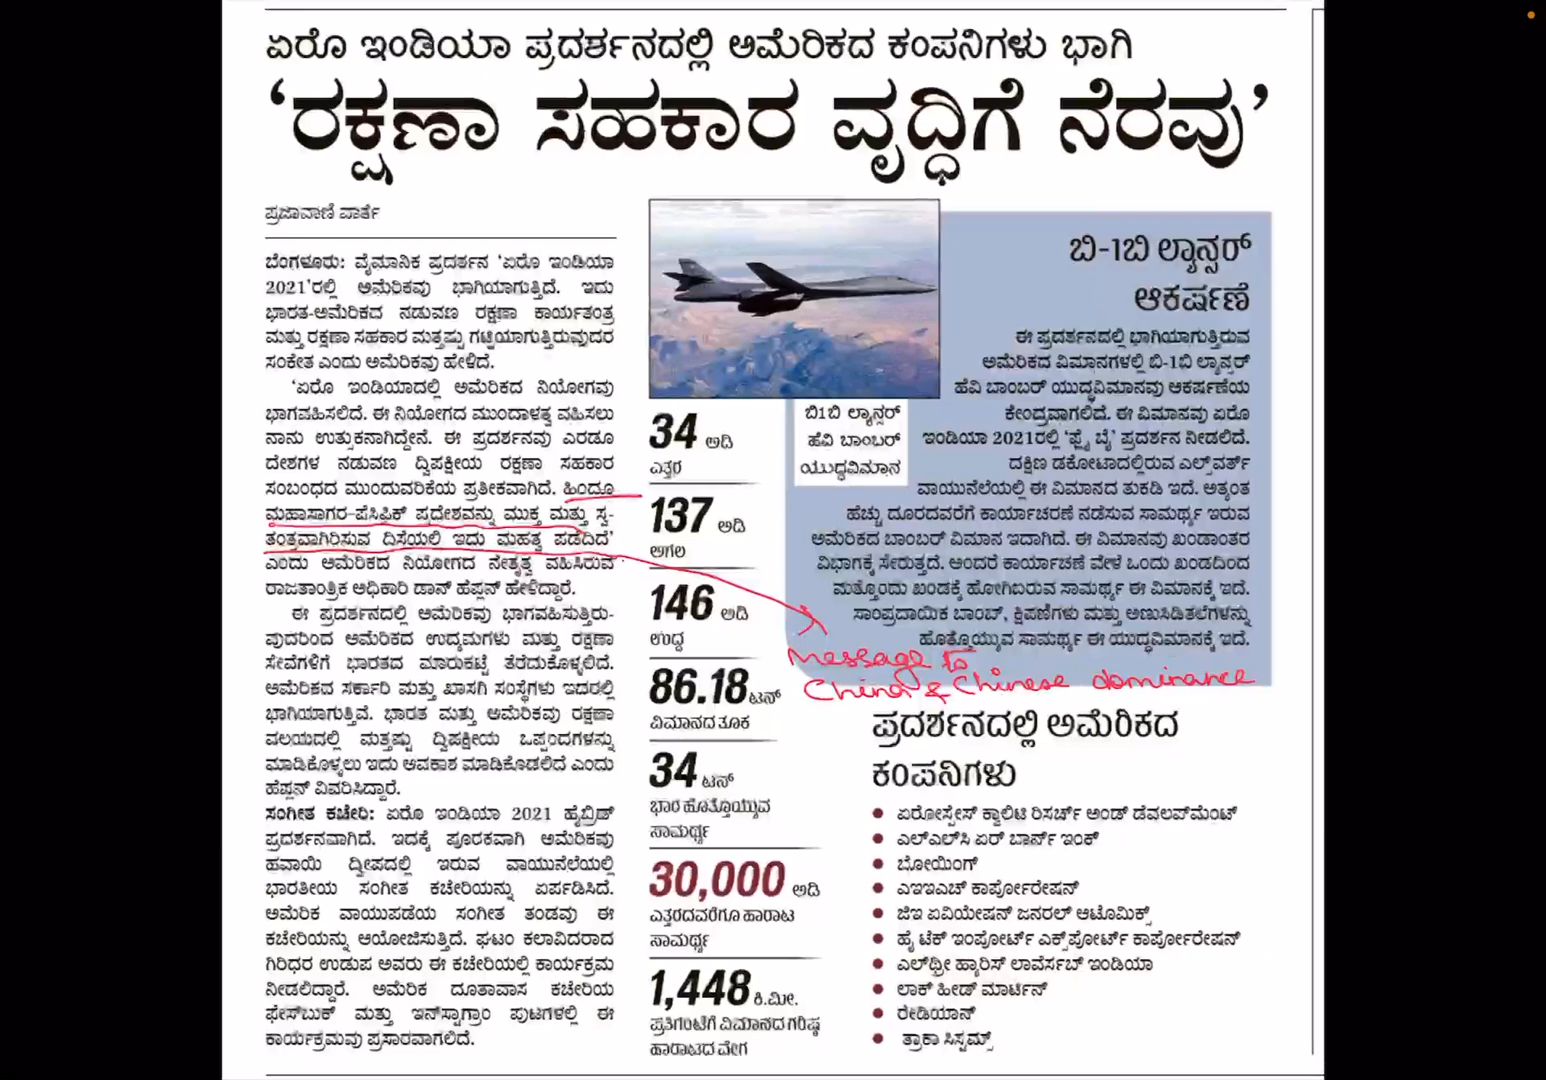 ಏರೊ ಇಂಡಿಯಾ ಪ್ರದರ್ಶನದಲ್ಲಿ ಅಮೆರಿಕದ ಕಂಪನಿಗಳು ಭಾಗಿ
‘ರಕ್ಷಣಾ ಸಹಕಾರ ವೃದ್ಧಿಗೆ ನೆರವು’
ಪ್ರಜಾವಾಣಿ ವಾರ್ತೆ
ಬೆಂಗಳೂರು: ವೈಮಾನಿಕ ಪ್ರದರ್ಶನ ‘ಏರೊ ಇಂಡಿಯಾ
2021’ರಲ್ಲಿ ಅಮೆರಿಕವು ಭಾಗಿಯಾಗುತ್ತಿದೆ. ಇದು
ಭಾರತ-ಅಮೆರಿಕದ ನಡುವಣ ರಕ್ಷಣಾ ಕಾರ್ಯತಂತ್ರ
ಮತ್ತು ರಕ್ಷಣಾ ಸಹಕಾರ ಮತ್ತಷ್ಟು ಗಟ್ಟಿಯಾಗುತ್ತಿರುವುದರ
ಸಂಕೇತ ಎಂದು ಅಮೆರಿಕವು ಹೇಳಿದೆ.
‘ಏರೊ ಇಂಡಿಯಾದಲ್ಲಿ ಅಮೆರಿಕದ ನಿಯೋಗವು
ಭಾಗವಹಿಸಲಿದೆ. ಈ ನಿಯೋಗದ ಮುಂದಾಳತ್ವ ವಹಿಸಲು
ನಾನು ಉತ್ಸುಕನಾಗಿದ್ದೇನೆ. ಈ ಪ್ರದರ್ಶನವು ಎರಡೂ
ದೇಶಗಳ ನಡುವಣ ದ್ವಿಪಕ್ಷೀಯ ರಕ್ಷಣಾ ಸಹಕಾರ
ಸಂಬಂಧದ ಮುಂದುವರಿಕೆಯ ಪ್ರತೀಕವಾಗಿದೆ. ಹಿಂದೂ
ಮಹಾಸಾಗರ-ಪೆಸಿಫಿಕ್ ಪ್ರದೇಶವನ್ನು ಮುಕ್ತ ಮತ್ತು ಸ್ವ-
ತಂತ್ರವಾಗಿರಿಸುವ ದಿಸೆಯಲಿ ಇದು ಮಹತ್ವ ಪಡೆದಿದೆ’
ಎಂದು ಅಮೆರಿಕದ ನಿಯೋಗದ ನೇತೃತ್ವ ವಹಿಸಿರುವ
ರಾಜತಾಂತ್ರಿಕ ಅಧಿಕಾರಿ ಡಾನ್ ಹೆಫ್ಲಿನ್ ಹೇಳಿದ್ದಾರೆ.
ಈ ಪ್ರದರ್ಶನದಲ್ಲಿ ಅಮೆರಿಕವು ಭಾಗವಹಿಸುತ್ತಿರು-
ವುದರಿಂದ ಅಮೆರಿಕದ ಉದ್ಯಮಗಳು ಮತ್ತು ರಕ್ಷಣಾ
ಸೇವೆಗಳಿಗೆ ಭಾರತದ ಮಾರುಕಟ್ಟೆ ತೆರೆದುಕೊಳ್ಳಲಿದೆ.
ಅಮೆರಿಕದ ಸರ್ಕಾರಿ ಮತ್ತು ಖಾಸಗಿ ಸಂಸ್ಥೆಗಳು ಇದರಲ್ಲಿ
ಭಾಗಿಯಾಗುತ್ತಿವೆ. ಭಾರತ ಮತ್ತು ಅಮೆರಿಕವು ರಕ್ಷಣಾ
ವಲಯದಲ್ಲಿ ಮತ್ತಷ್ಟು ದ್ವಿಪಕ್ಷೀಯ ಒಪ್ಪಂದಗಳನ್ನು
ಮಾಡಿಕೊಳ್ಳಲು ಇದು ಅವಕಾಶ ಮಾಡಿಕೊಡಲಿದೆ ಎಂದು
ಹೆಫ್ಲಿನ್ ವಿವರಿಸಿದ್ದಾರೆ.
ಸಂಗೀತ ಕಚೇರಿ: ಏರೊ ಇಂಡಿಯಾ 2021 ಹೈಬ್ರಿಡ್
ಪ್ರದರ್ಶನವಾಗಿದೆ. ಇದಕ್ಕೆ ಪೂರಕವಾಗಿ ಅಮೆರಿಕವು
ಹವಾಯಿ ದ್ವೀಪದಲ್ಲಿ ಇರುವ ವಾಯುನೆಲೆಯಲ್ಲಿ
ಭಾರತೀಯ ಸಂಗೀತ ಕಚೇರಿಯನ್ನು ಏರ್ಪಡಿಸಿದೆ.
ಅಮೆರಿಕ ವಾಯುಪಡೆಯ ಸಂಗೀತ ತಂಡವು ಈ
ಕಚೇರಿಯನ್ನು ಆಯೋಜಿಸುತ್ತಿದೆ. ಘಟಂ ಕಲಾವಿದರಾದ
ಗಿರಿಧರ ಉಡುಪ ಅವರು ಈ ಕಚೇರಿಯಲ್ಲಿ ಕಾರ್ಯಕ್ರಮ
ನೀಡಲಿದ್ದಾರೆ. ಅಮೆರಿಕ ದೂತಾವಾಸ ಕಚೇರಿಯ
ಫೇಸ್‌ಬುಕ್ ಮತ್ತು ಇನ್‌ಸ್ಟಾಗ್ರಾಂ ಪುಟಗಳಲ್ಲಿ ಈ
ಕಾರ್ಯಕ್ರಮವು ಪ್ರಸಾರವಾಗಲಿದೆ.
34 ಅಡಿ
ಎತ್ತರ
137 ಅಡಿ
ಅಗಲ
146 ಅಡಿ
ಉದ್ದ
86.18 ಟನ್
ವಿಮಾನದ ತೂಕ
34 ಟನ್
ಭಾರ ಹೊತ್ತೊಯ್ಯುವ
ಸಾಮರ್ಥ್ಯ
30,000 ಅಡಿ
ಎತ್ತರದವರೆಗೂ ಹಾರಾಟ
ಸಾಮರ್ಥ್ಯ
1,448 ಕಿ.ಮೀ.
ಪ್ರತಿಗಂಟೆಗೆ ವಿಮಾನದ ಗರಿಷ್ಠ
ಹಾರಾಟದ ವೇಗ
ಬಿ1ಬಿ ಲ್ಯಾನ್ಸರ್
ಹೆವಿ ಬಾಂಬರ್
ಯುದ್ಧವಿಮಾನ
ಬಿ-1ಬಿ ಲ್ಯಾನ್ಸರ್
ಆಕರ್ಷಣೆ
ಈ ಪ್ರದರ್ಶನದಲ್ಲಿ ಭಾಗಿಯಾಗುತ್ತಿರುವ
ಅಮೆರಿಕದ ವಿಮಾನಗಳಲ್ಲಿ ಬಿ-1ಬಿ ಲ್ಯಾನ್ಸರ್
ಹೆವಿ ಬಾಂಬರ್ ಯುದ್ಧವಿಮಾನವು ಆಕರ್ಷಣೆಯ
ಕೇಂದ್ರವಾಗಲಿದೆ. ಈ ವಿಮಾನವು ಏರೊ
ಇಂಡಿಯಾ 2021ರಲ್ಲಿ ‘ಫ್ಲೈ ಬೈ’ ಪ್ರದರ್ಶನ ನೀಡಲಿದೆ.
ದಕ್ಷಿಣ ಡಕೋಟಾದಲ್ಲಿರುವ ಎಲ್ಸ್‌ವರ್ತ್
ವಾಯುನೆಲೆಯಲ್ಲಿ ಈ ವಿಮಾನದ ತುಕಡಿ ಇದೆ. ಅತ್ಯಂತ
ಹೆಚ್ಚು ದೂರದವರೆಗೆ ಕಾರ್ಯಾಚರಣೆ ನಡೆಸುವ ಸಾಮರ್ಥ್ಯ ಇರುವ
ಅಮೆರಿಕದ ಬಾಂಬರ್ ವಿಮಾನ ಇದಾಗಿದೆ. ಈ ವಿಮಾನವು ಖಂಡಾಂತರ
ವಿಭಾಗಕ್ಕೆ ಸೇರುತ್ತದೆ. ಅಂದರೆ ಕಾರ್ಯಾಚಣೆ ವೇಳೆ ಒಂದು ಖಂಡದಿಂದ
ಮತ್ತೊಂದು ಖಂಡಕ್ಕೆ ಹೋಗಿಬರುವ ಸಾಮರ್ಥ್ಯ ಈ ವಿಮಾನಕ್ಕೆ ಇದೆ.
ಸಾಂಪ್ರದಾಯಿಕ ಬಾಂಬ್, ಕ್ಷಿಪಣಿಗಳು ಮತ್ತು ಅಣುಸಿಡಿತಲೆಗಳನ್ನು
ಹೊತ್ತೊಯ್ಯುವ ಸಾಮರ್ಥ್ಯ ಈ ಯುದ್ಧವಿಮಾನಕ್ಕೆ ಇದೆ.
Message to
China & Chinese dominance
ಪ್ರದರ್ಶನದಲ್ಲಿ ಅಮೆರಿಕದ
ಕಂಪನಿಗಳು
● ಏರೋಸ್ಪೇಸ್ ಕ್ವಾಲಿಟಿ ರಿಸರ್ಚ್ ಅಂಡ್ ಡೆವಲಪ್‌ಮೆಂಟ್
● ಎಲ್‌ಎಲ್‌ಸಿ ಏರ್ ಬಾರ್ನ್ ಇಂಕ್
● ಬೋಯಿಂಗ್
● ಎಇಇಎಚ್ ಕಾರ್ಪೋರೇಷನ್
● ಜಿಇ ಏವಿಯೇಷನ್ ಜನರಲ್ ಆಟೊಮಿಕ್ಸ್
● ಹೈ ಟೆಕ್ ಇಂಪೋರ್ಟ್ ಎಕ್ಸ್‌ಪೋರ್ಟ್ ಕಾರ್ಪೋರೇಷನ್
● ಎಲ್‌ಥ್ರೀ ಹ್ಯಾರಿಸ್ ಲಾವೆರ್ಸಬ್ ಇಂಡಿಯಾ
● ಲಾಕ್ ಹೀಡ್ ಮಾರ್ಟಿನ್
● ರೇಡಿಯಾನ್
● ತ್ರಾಕಾ ಸಿಸ್ಟಮ್ಸ್